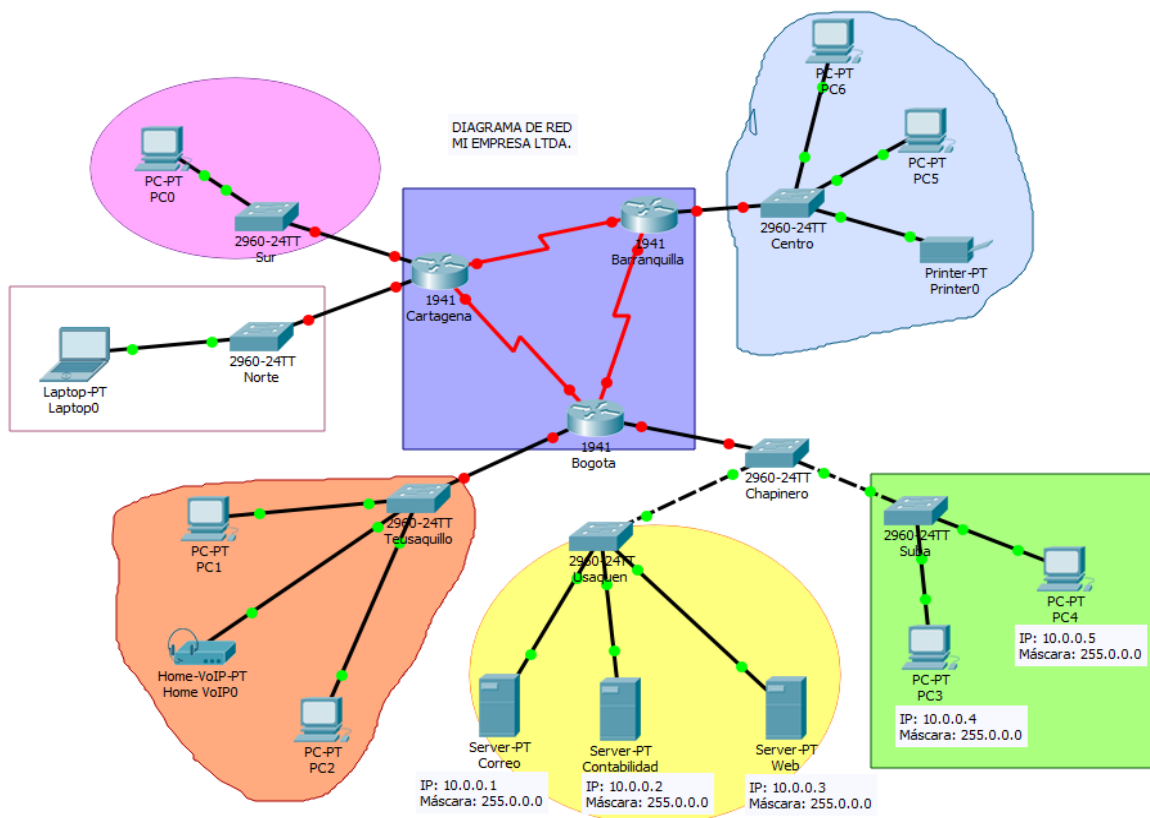 DIAGRAMA DE RED
MI EMPRESA LTDA.
PC-PT
PC6
PC-PT
PC5
2960-24TT
Centro
Printer-PT
Printer0
PC-PT
PC0
2960-24TT
Sur
1941
Barranquilla
1941
Cartagena
2960-24TT
Norte
Laptop-PT
Laptop0
1941
Bogota
2960-24TT
Chapinero
PC-PT
PC1
2960-24TT
Teusaquillo
Home-VoIP-PT
Home VoIP0
PC-PT
PC2
2960-24TT
Usaquen
Server-PT
Correo
IP: 10.0.0.1
Máscara: 255.0.0.0
Server-PT
Contabilidad
IP: 10.0.0.2
Máscara: 255.0.0.0
Server-PT
Web
IP: 10.0.0.3
Máscara: 255.0.0.0
2960-24TT
Suba
PC-PT
PC4
IP: 10.0.0.5
Máscara: 255.0.0.0
PC-PT
PC3
IP: 10.0.0.4
Máscara: 255.0.0.0